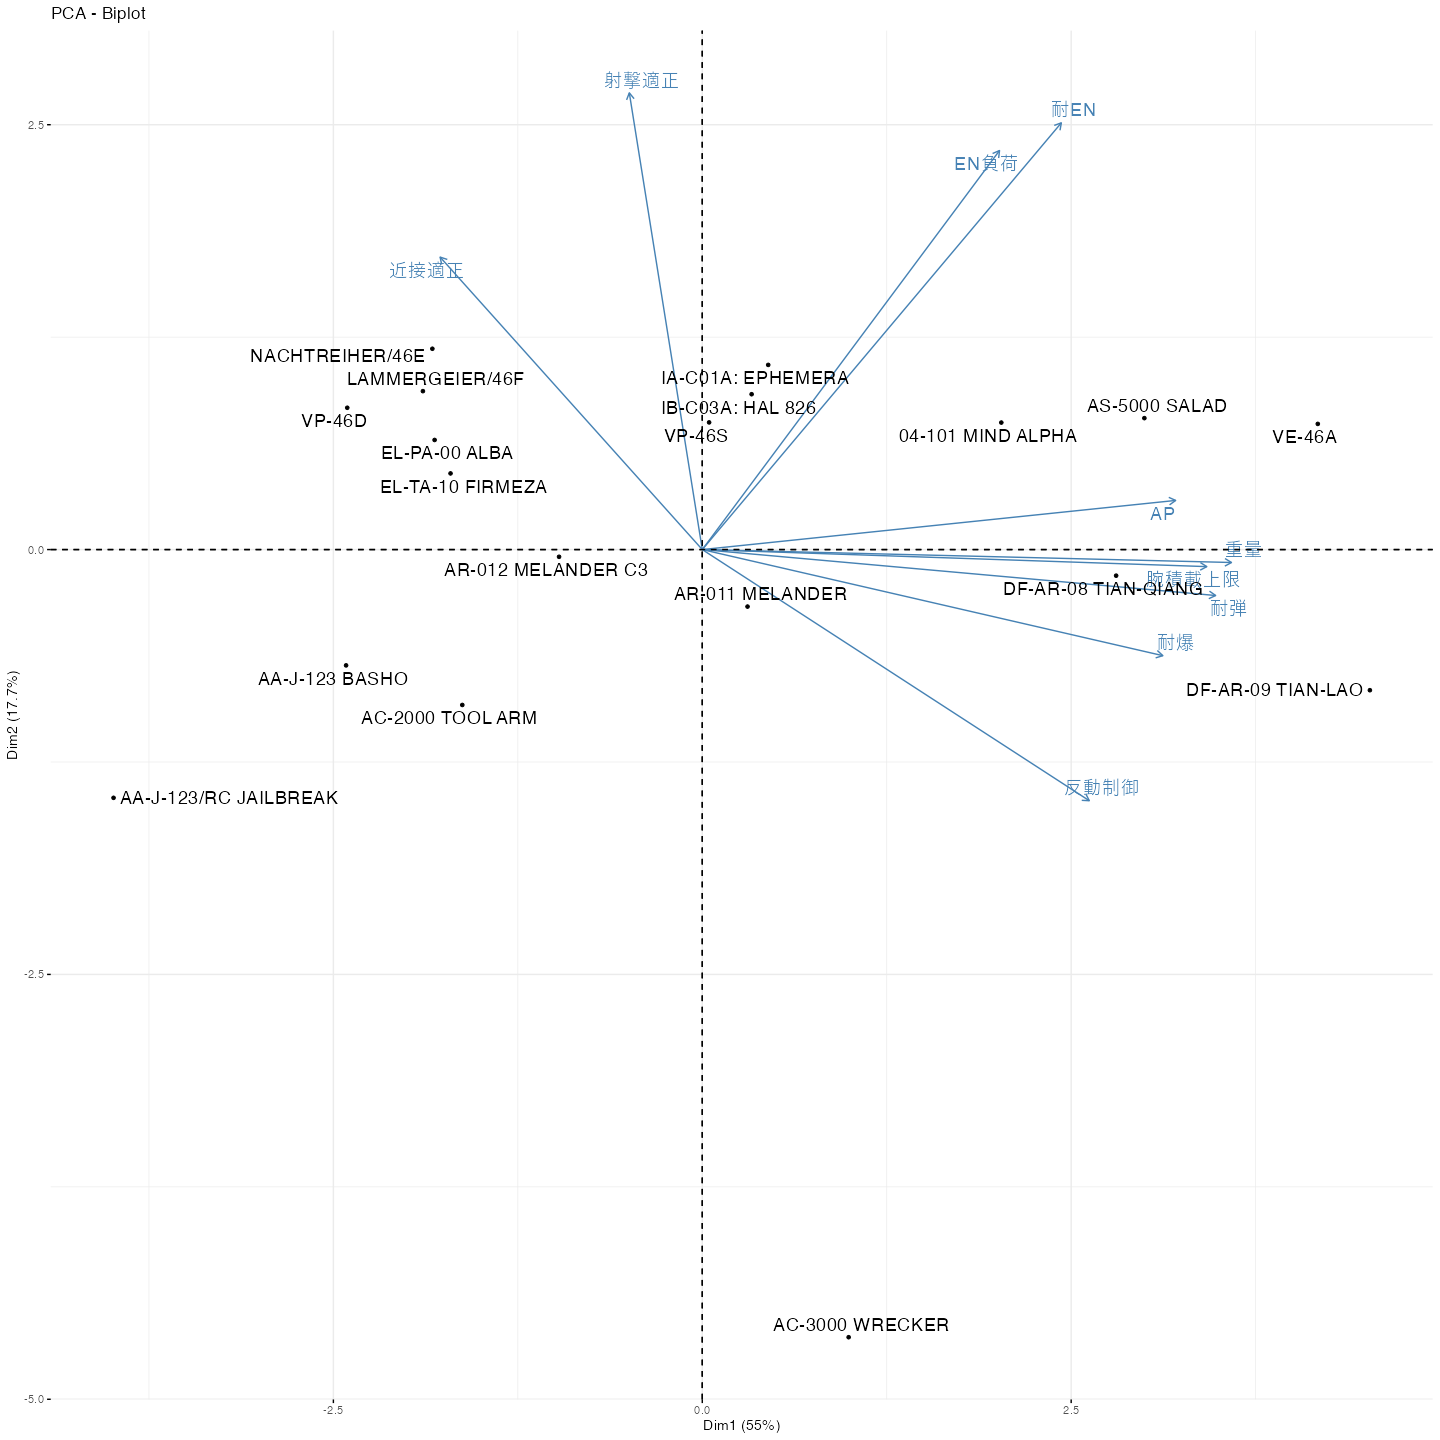 PCA - Biplot
射撃適正
耐EN
2.5
EN負荷
近接適正
NACHTREIHER/46E
LAMMERGEIER/46F
IA-C01A: EPHEMERA
AS-5000 SALAD
IB-C03A: HAL 826
VP-46D
VP-46S
04-101 MIND ALPHA
VE-46A
EL-PA-00 ALBA
EL-TA-10 FIRMEZA
AP
0.0
重量
AR-012 MELANDER C3
腕積載上限
DF-AR-08 TIAN-QIANG
AR-011 MELANDER
耐弾
耐爆
AA-J-123 BASHO
DF-AR-09 TIAN-LAO
AC-2000 TOOL ARM
Dim2 (17.7%)
反動制御
AA-J-123/RC JAILBREAK
-2.5
AC-3000 WRECKER
-5.0
-2.5
0.0
2.5
Dim1 (55%)